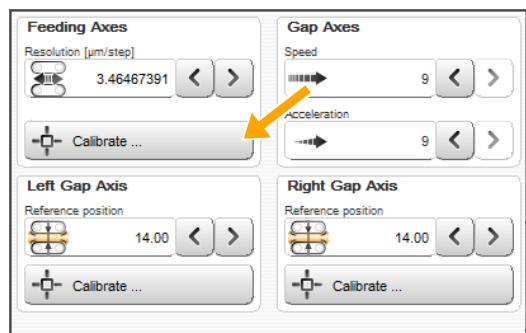 Feeding Axes
Resolution [µm/step]
3.46467391
Calibrate ...
Gap Axes
Speed
9
Acceleration
9
Left Gap Axis
Reference position
14.00
Calibrate ...
Right Gap Axis
Reference position
14.00
Calibrate ...